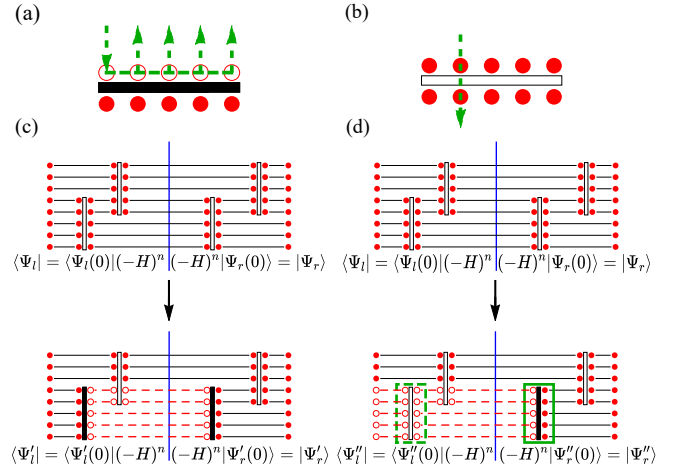 (a)
(b)
(c)
(d)
⟨Ψ_l| = ⟨Ψ_l(0)|(−H)^n (−H)^n|Ψ_r(0)⟩ = |Ψ_r⟩
⟨Ψ_l| = ⟨Ψ_l(0)|(−H)^n (−H)^n|Ψ_r(0)⟩ = |Ψ_r⟩
⟨Ψ′_l| = ⟨Ψ′_l(0)|(−H)^n (−H)^n|Ψ′_r(0)⟩ = |Ψ′_r⟩
⟨Ψ″_l| = ⟨Ψ″_l(0)|(−H)^n (−H)^n|Ψ″_r(0)⟩ = |Ψ″_r⟩